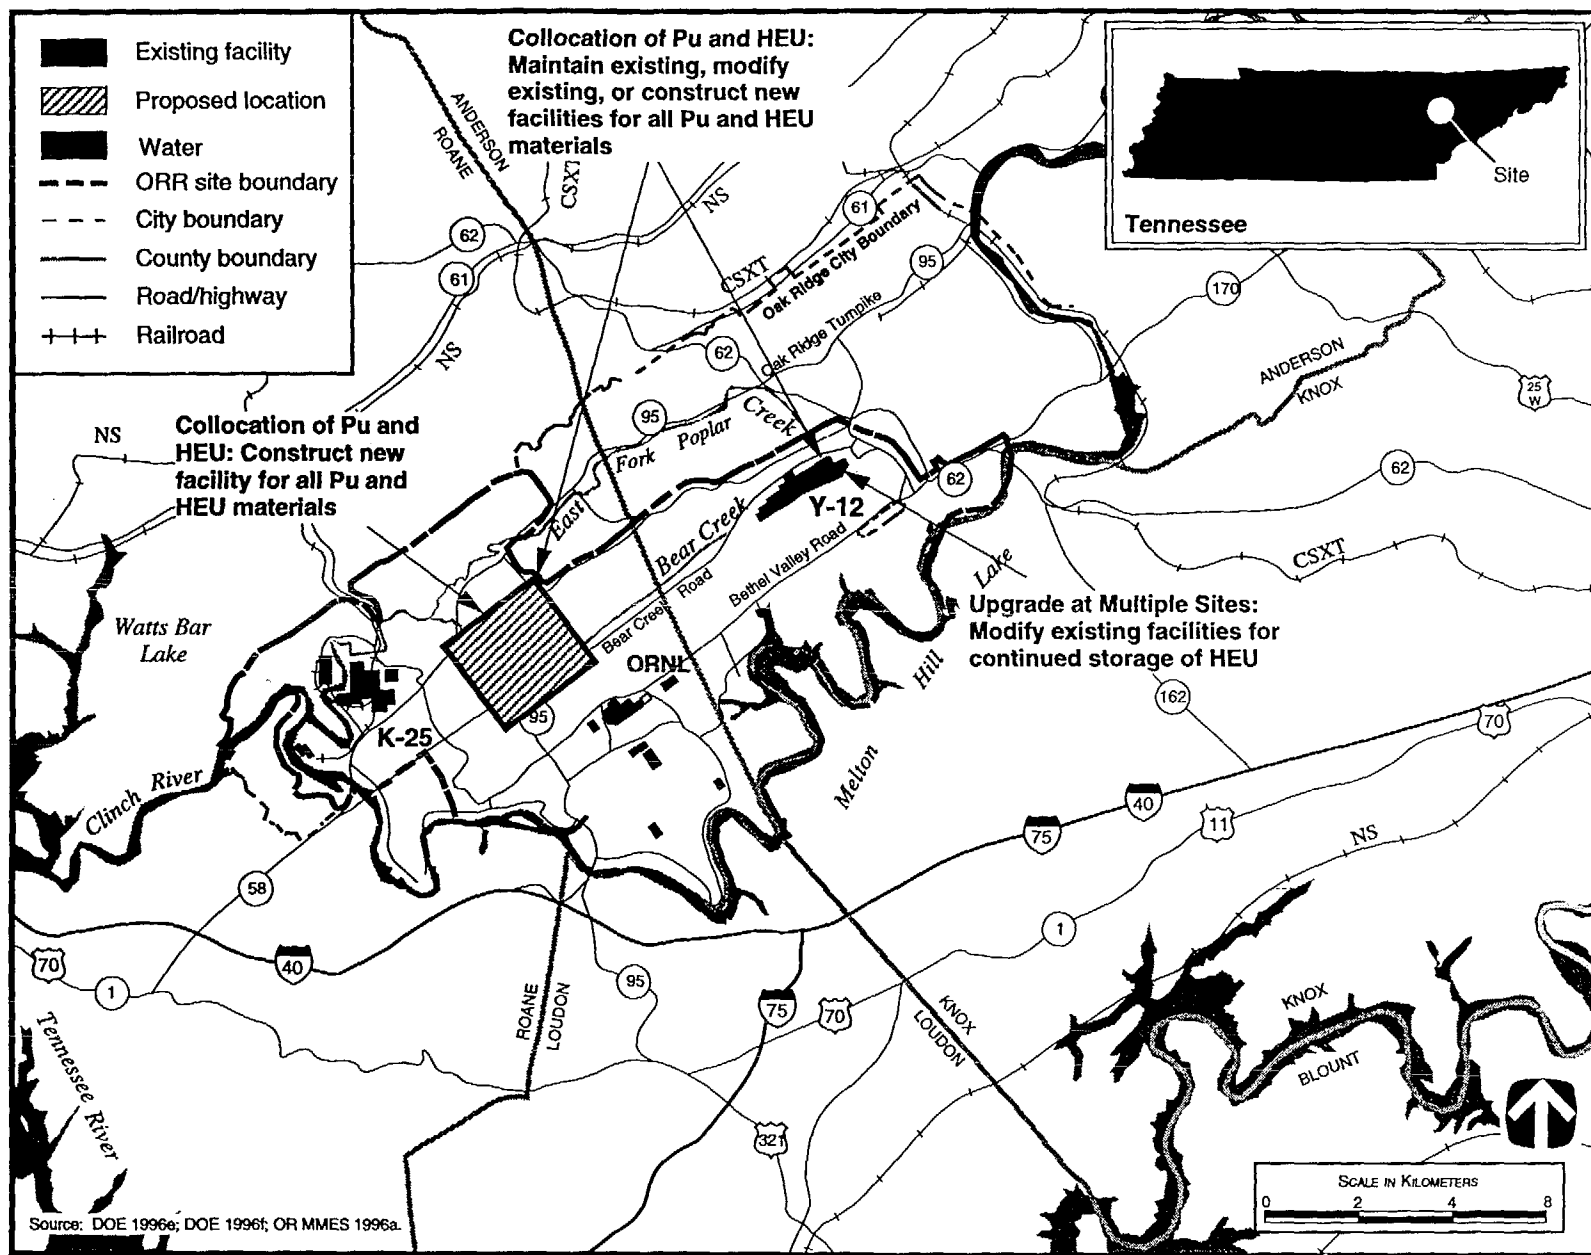 Existing facility
Proposed location
Water
ORR site boundary
City boundary
County boundary
Road/highway
Railroad
Collocation of Pu and HEU:
Maintain existing, modify
existing, or construct new
facilities for all Pu and HEU
materials
Site
Tennessee
ANDERSON
ROANE
CSXT
NS
62
61
NS
61
CSXT
Oak Ridge City Boundary
95
Oak Ridge Turnpike
62
170
ANDERSON
KNOX
25
W
NS
Collocation of Pu and
HEU: Construct new
facility for all Pu and
HEU materials
95
East
Fork
Poplar
Creek
62
62
Y-12
Bear Creek
Bear Creek Road
Bethel Valley Road
CSXT
Upgrade at Multiple Sites:
Modify existing facilities for
continued storage of HEU
Watts Bar
Lake
ORNL
Melton
Hill
Lake
K-25
95
162
70
Clinch River
40
75
11
NS
58
1
70
40
1
95
75
70
ROANE
LOUDON
KNOX
LOUDON
KNOX
BLOUNT
Tennessee River
321
SCALE IN KILOMETERS
0 2 4 8
Source: DOE 1996e; DOE 1996f; OR MMES 1996a.